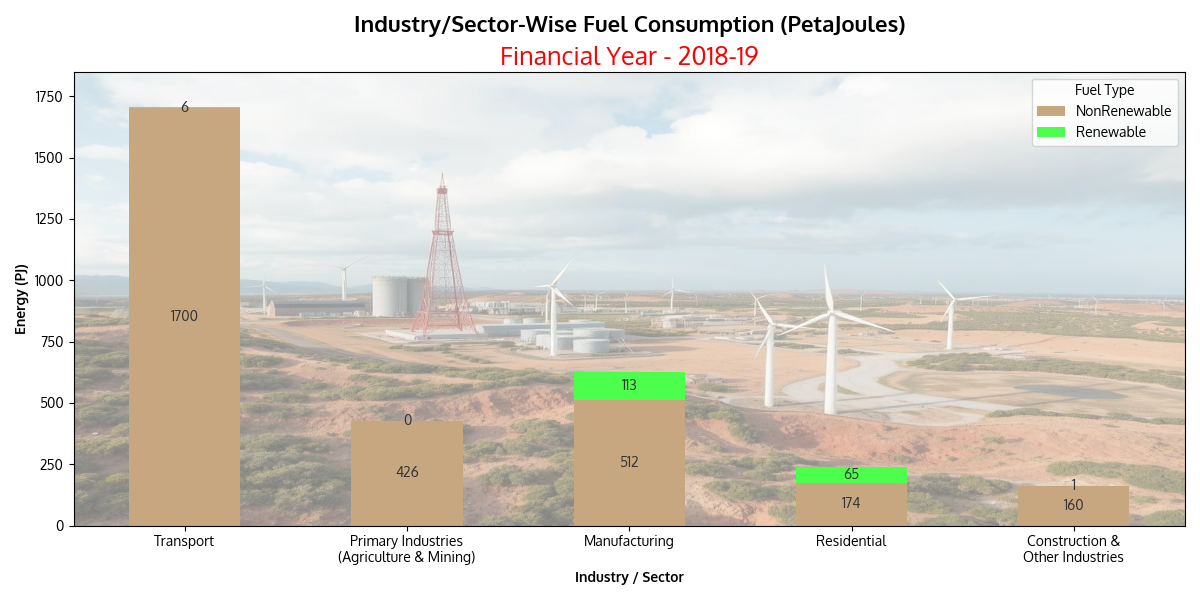 Industry/Sector-Wise Fuel Consumption (PetaJoules)
Financial Year - 2018-19
Fuel Type
NonRenewable
Renewable
Energy (PJ)
1750
1500
1250
1000
750
500
250
0
6
1700
0
426
113
512
65
174
1
160
Transport
Primary Industries
(Agriculture & Mining)
Manufacturing
Residential
Construction &
Other Industries
Industry / Sector